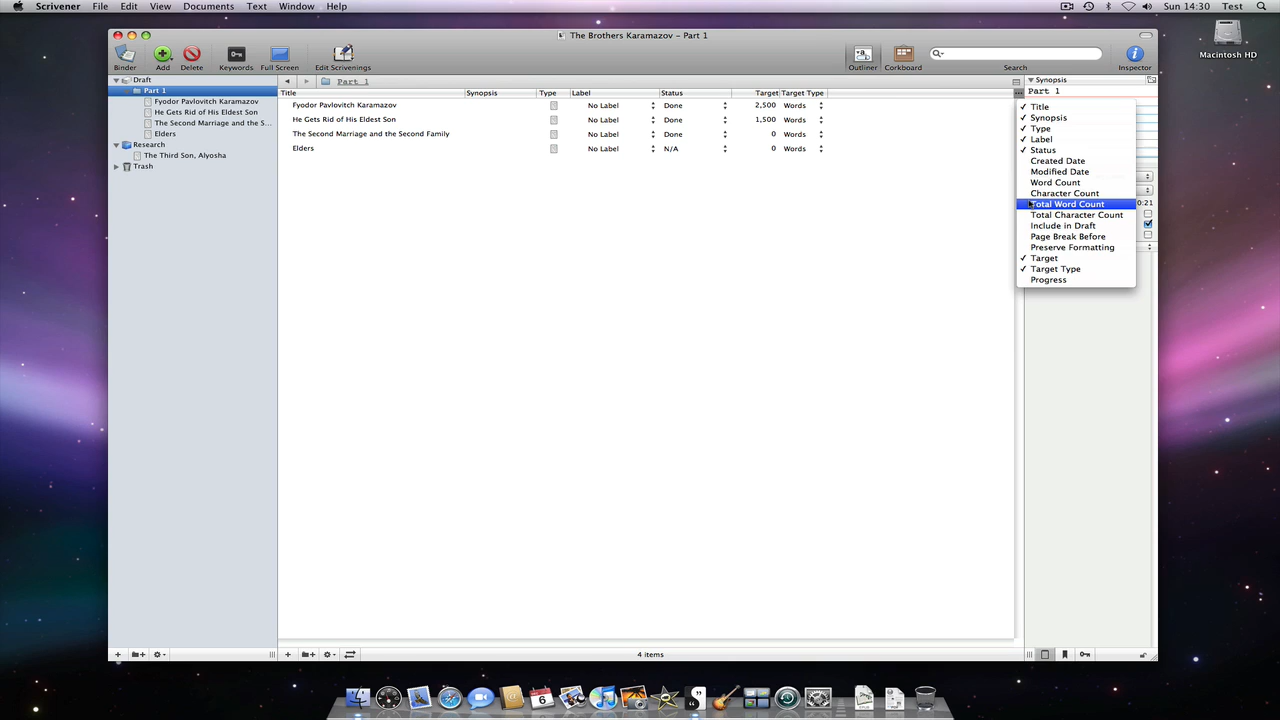 Scrivener File Edit View Documents Text Window Help Sun 14:30 Test
The Brothers Karamazov – Part 1
Binder Add Delete Keywords Full Screen Edit Scrivenings Outliner Corkboard Search Inspector
Macintosh HD
Draft
Part 1
Fyodor Pavlovitch Karamazov
He Gets Rid of His Eldest Son
The Second Marriage and the S...
Elders
Research
The Third Son, Alyosha
Trash
Part 1
Title Synopsis Type Label Status Target Target Type
Fyodor Pavlovitch Karamazov No Label Done 2,500 Words
He Gets Rid of His Eldest Son No Label Done 1,500 Words
The Second Marriage and the Second Family No Label Done 0 Words
Elders No Label N/A 0 Words
Synopsis
Part 1
✓ Title
✓ Synopsis
✓ Type
✓ Label
✓ Status
Created Date
Modified Date
Word Count
Character Count
Total Word Count
0:21
Total Character Count
Include in Draft
Page Break Before
Preserve Formatting
✓ Target
✓ Target Type
Progress
4 items